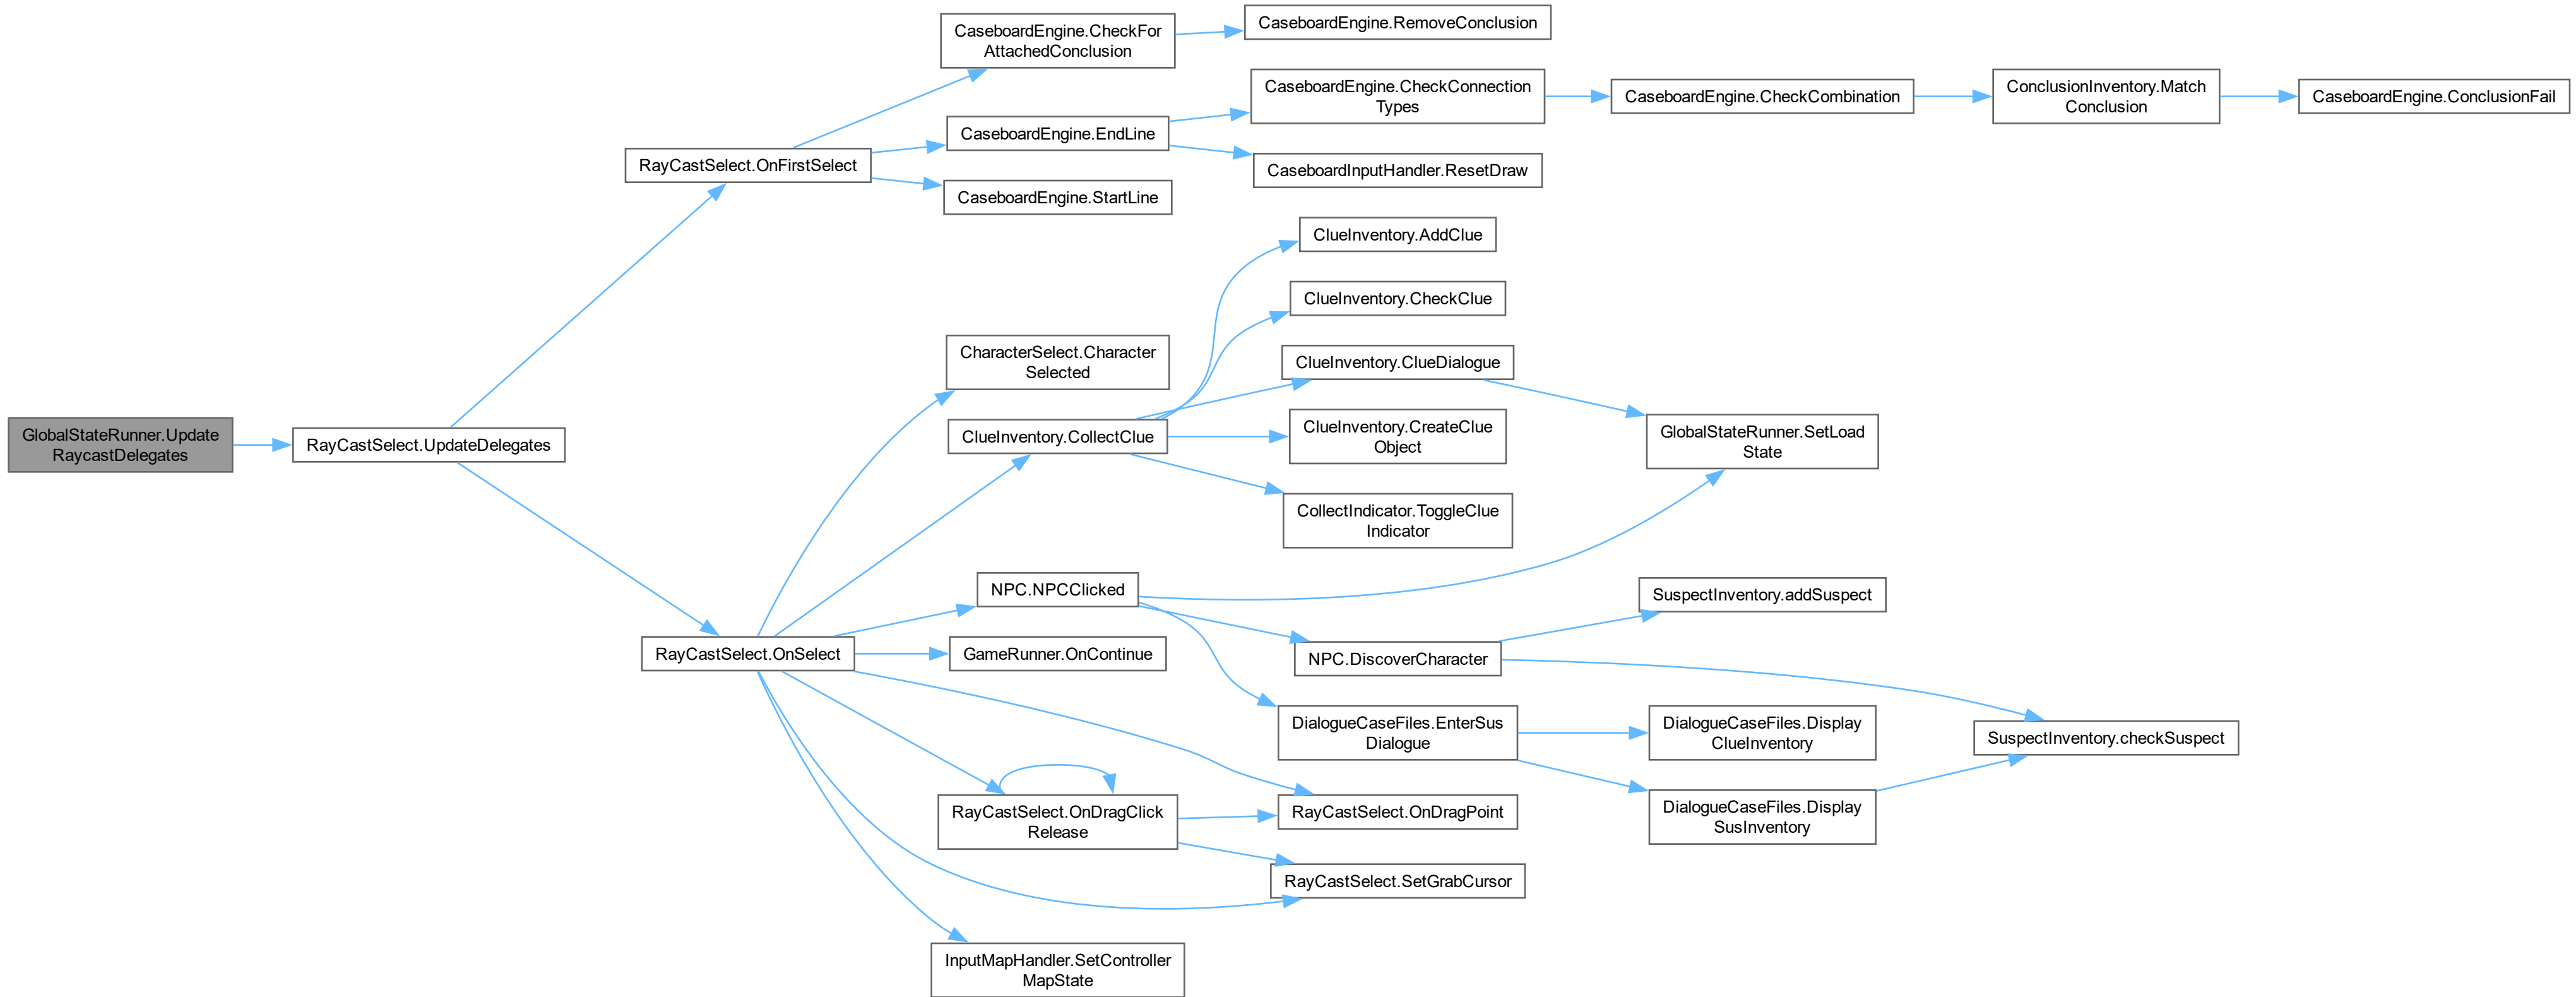 CaseboardEngine.RemoveConclusion
CaseboardEngine.CheckFor
AttachedConclusion
CaseboardEngine.CheckConnection
Types
CaseboardEngine.CheckCombination
ConclusionInventory.Match
Conclusion
CaseboardEngine.ConclusionFail
CaseboardEngine.EndLine
RayCastSelect.OnFirstSelect
CaseboardInputHandler.ResetDraw
CaseboardEngine.StartLine
ClueInventory.AddClue
ClueInventory.CheckClue
CharacterSelect.Character
Selected
ClueInventory.ClueDialogue
GlobalStateRunner.Update
RaycastDelegates
RayCastSelect.UpdateDelegates
ClueInventory.CollectClue
ClueInventory.CreateClue
Object
GlobalStateRunner.SetLoad
State
CollectIndicator.ToggleClue
Indicator
NPC.NPCClicked
SuspectInventory.addSuspect
RayCastSelect.OnSelect
GameRunner.OnContinue
NPC.DiscoverCharacter
DialogueCaseFiles.EnterSus
Dialogue
DialogueCaseFiles.Display
ClueInventory
SuspectInventory.checkSuspect
RayCastSelect.OnDragClick
Release
RayCastSelect.OnDragPoint
DialogueCaseFiles.Display
SusInventory
RayCastSelect.SetGrabCursor
InputMapHandler.SetController
MapState